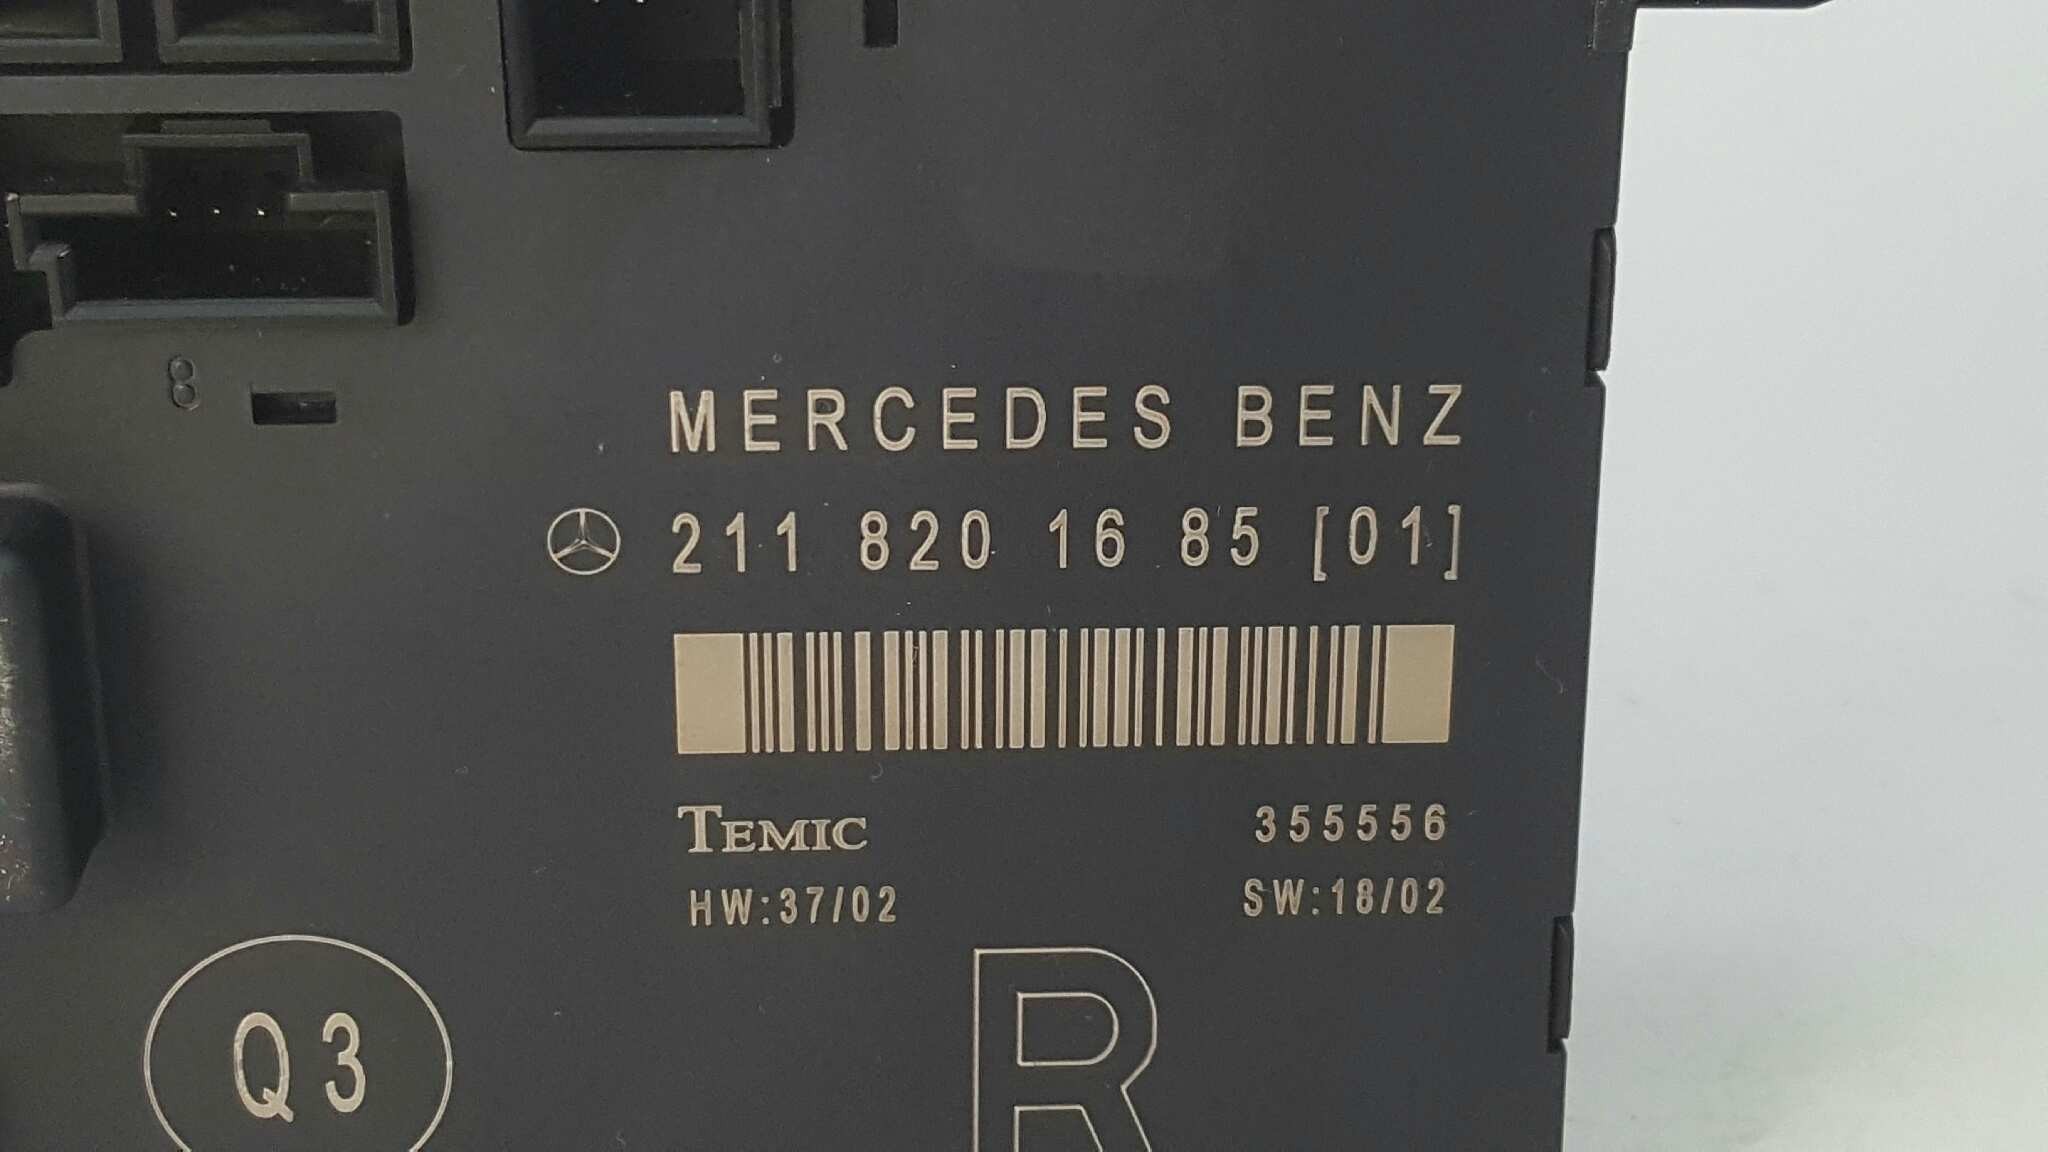 8
MERCEDES BENZ
211 820 16 85 [01]
TEMIC 355556
HW:37/02 SW:18/02
Q3
R